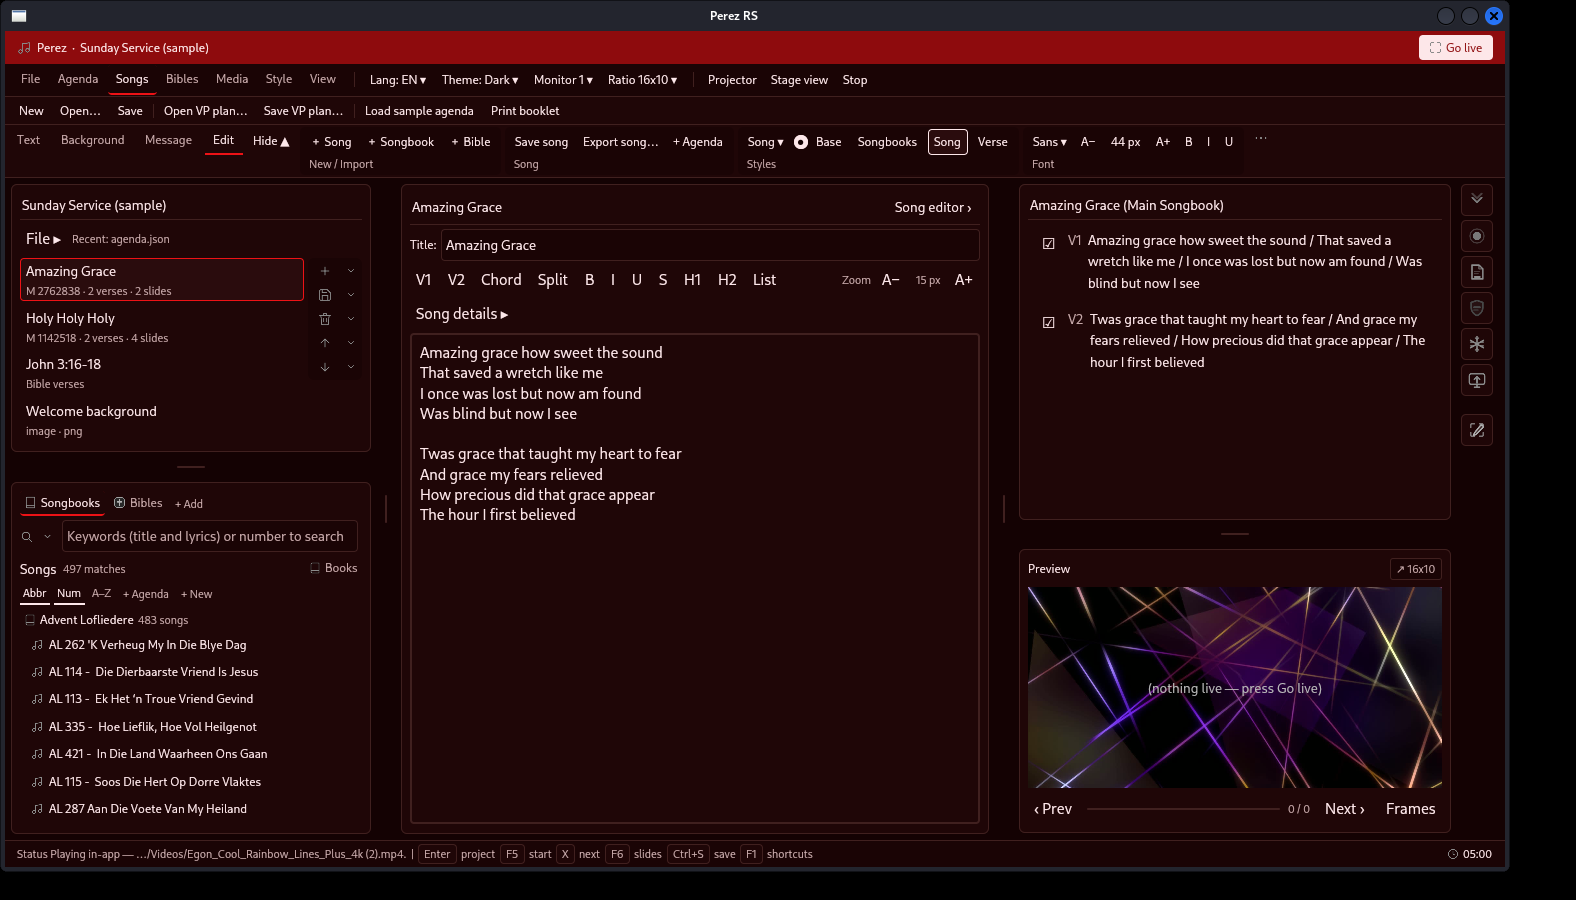 Perez RS
Perez · Sunday Service (sample)
Go live
File Agenda Songs Bibles Media Style View Lang: EN ▾ Theme: Dark ▾ Monitor 1 ▾ Ratio 16x10 ▾ Projector Stage view Stop
New Open... Save Open VP plan... Save VP plan... Load sample agenda Print booklet
Text Background Message Edit Hide ▲ + Song + Songbook + Bible Save song Export song... + Agenda Song ▾ Base Songbooks Song Verse Sans ▾ A− 44 px A+ B I U ...
New / Import Song Styles Font
Sunday Service (sample)
File ▸ Recent: agenda.json
Amazing Grace
M 2762838 · 2 verses · 2 slides
Holy Holy Holy
M 1142518 · 2 verses · 4 slides
John 3:16-18
Bible verses
Welcome background
image · png
Songbooks Bibles + Add
Keywords (title and lyrics) or number to search
Songs 497 matches Books
Abbr Num A–Z + Agenda + New
Advent Lofliedere 483 songs
AL 262 'K Verheug My In Die Blye Dag
AL 114 - Die Dierbaarste Vriend Is Jesus
AL 113 - Ek Het ‘n Troue Vriend Gevind
AL 335 - Hoe Lieflik, Hoe Vol Heilgenot
AL 421 - In Die Land Waarheen Ons Gaan
AL 115 - Soos Die Hert Op Dorre Vlaktes
AL 287 Aan Die Voete Van My Heiland
Amazing Grace Song editor ›
Title: Amazing Grace
V1 V2 Chord Split B I U S H1 H2 List Zoom A− 15 px A+
Song details ▸
Amazing grace how sweet the sound
That saved a wretch like me
I once was lost but now am found
Was blind but now I see
Twas grace that taught my heart to fear
And grace my fears relieved
How precious did that grace appear
The hour I first believed
Amazing Grace (Main Songbook)
V1 Amazing grace how sweet the sound / That saved a
wretch like me / I once was lost but now am found / Was
blind but now I see
V2 Twas grace that taught my heart to fear / And grace my
fears relieved / How precious did that grace appear / The
hour I first believed
Preview ↗ 16x10
(nothing live — press Go live)
‹ Prev 0 / 0 Next › Frames
Status Playing in-app — .../Videos/Egon_Cool_Rainbow_Lines_Plus_4k (2).mp4. | Enter project F5 start X next F6 slides Ctrl+S save F1 shortcuts 05:00